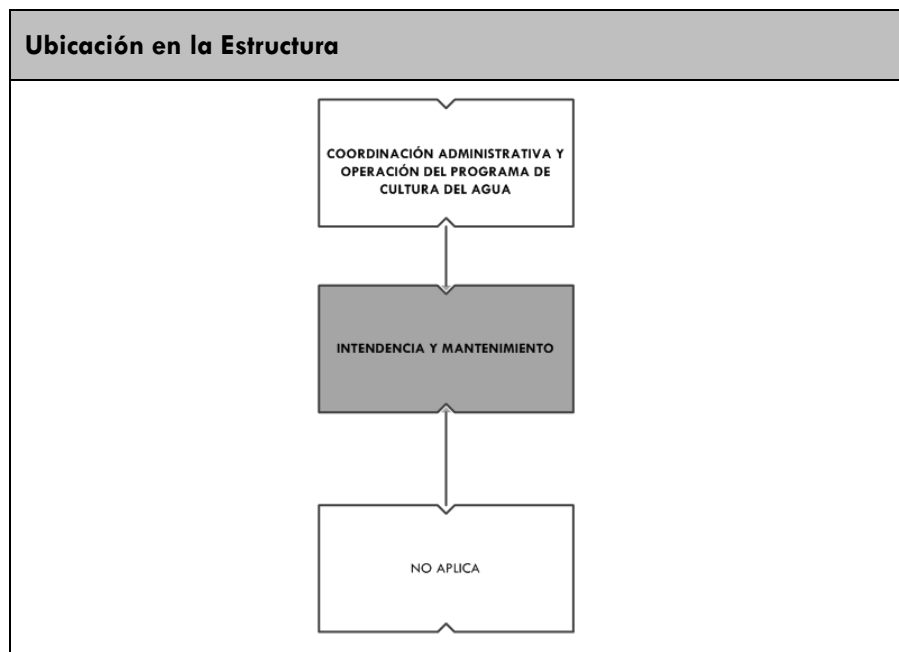 Ubicación en la Estructura
COORDINACIÓN ADMINISTRATIVA Y
OPERACIÓN DEL PROGRAMA DE
CULTURA DEL AGUA
INTENDENCIA Y MANTENIMIENTO
NO APLICA